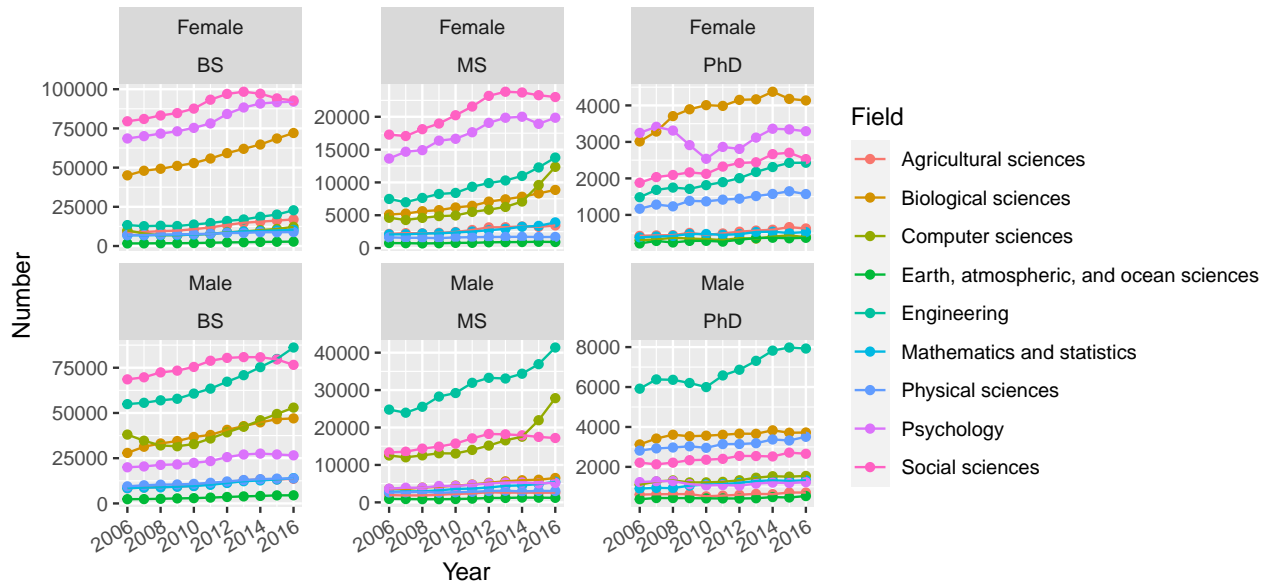 Female
BS
Female
MS
Female
PhD
100000
75000
50000
25000
0
20000
15000
10000
5000
0
4000
3000
2000
1000
Male
BS
Male
MS
Male
PhD
75000
50000
25000
0
40000
30000
20000
10000
0
8000
6000
4000
2000
2006
2008
2010
2012
2014
2016
2006
2008
2010
2012
2014
2016
2006
2008
2010
2012
2014
2016
Year
Number
Field
Agricultural sciences
Biological sciences
Computer sciences
Earth, atmospheric, and ocean sciences
Engineering
Mathematics and statistics
Physical sciences
Psychology
Social sciences